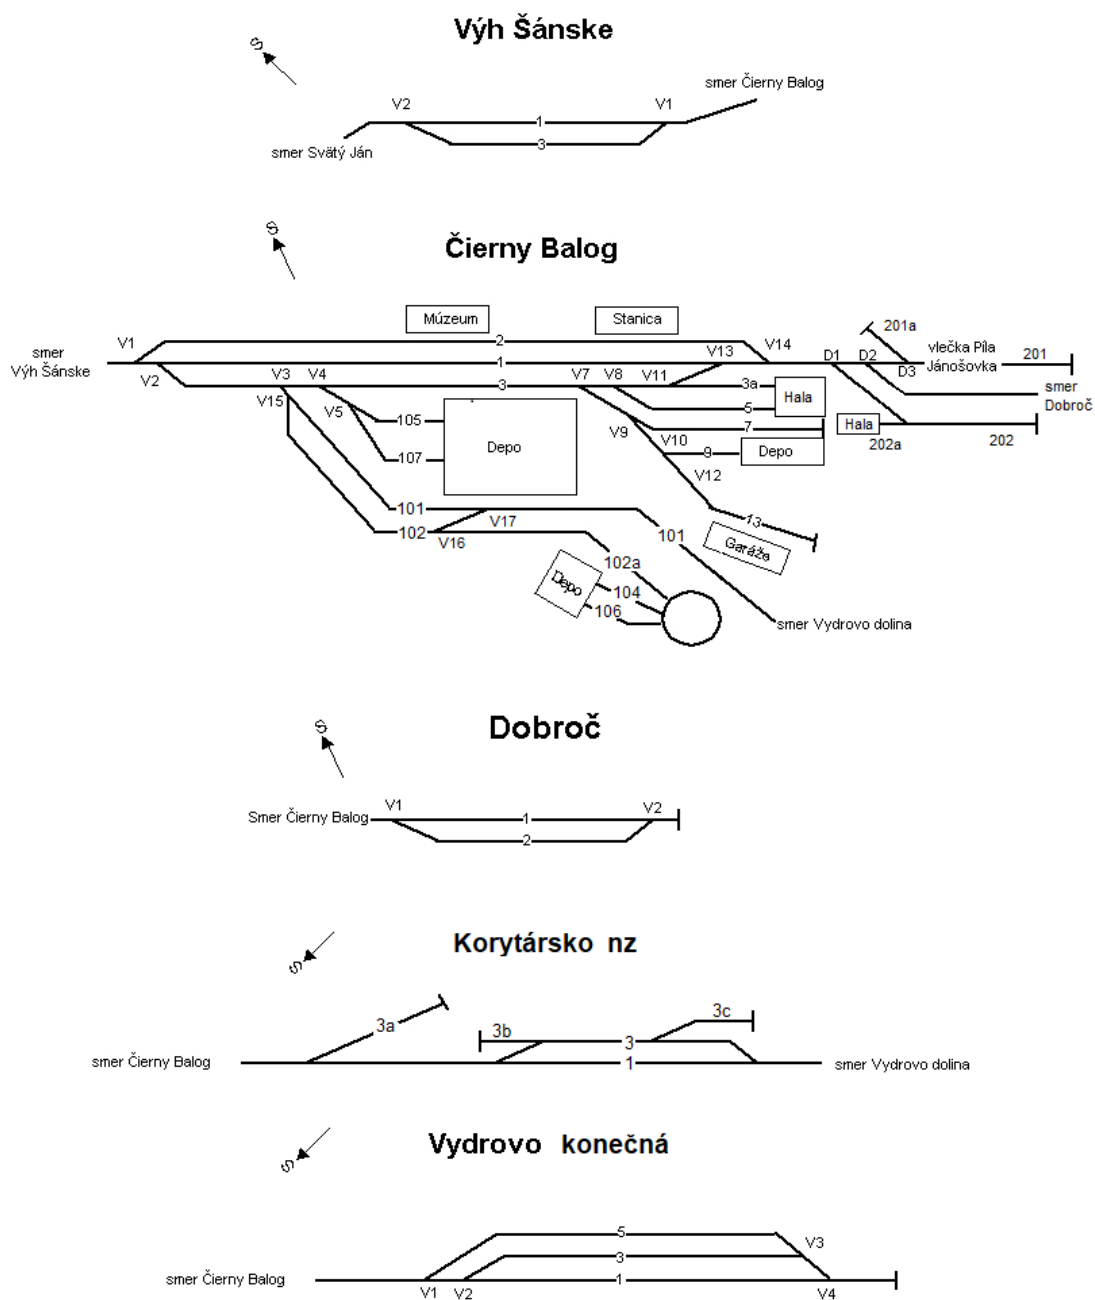 Výh Šánske
S
smer Čierny Balog
V2
V1
1
3
smer Svätý Ján
S
Čierny Balog
Múzeum
Stanica
201a
V1
2
V14
vlečka Píla
Jánošovka
201
smer
Výh Šánske
1
V13
D1
D2
D3
V2
V3
V4
3
V7
V8
V11
3a
Hala
smer
Dobroč
V15
V5
105
5
7
Hala
V9
202a
202
Depo
V10
9
Depo
107
V12
101
13
102
V17
V16
101
Garáža
102a
Depo
104
106
smer Vydrovo dolina
S
Dobroč
V1
V2
Smer Čierny Balog
1
2
S
Korytársko nz
3a
3b
3c
3
smer Čierny Balog
1
smer Vydrovo dolina
S
Vydrovo konečná
5
V3
3
smer Čierny Balog
1
V1
V2
V4